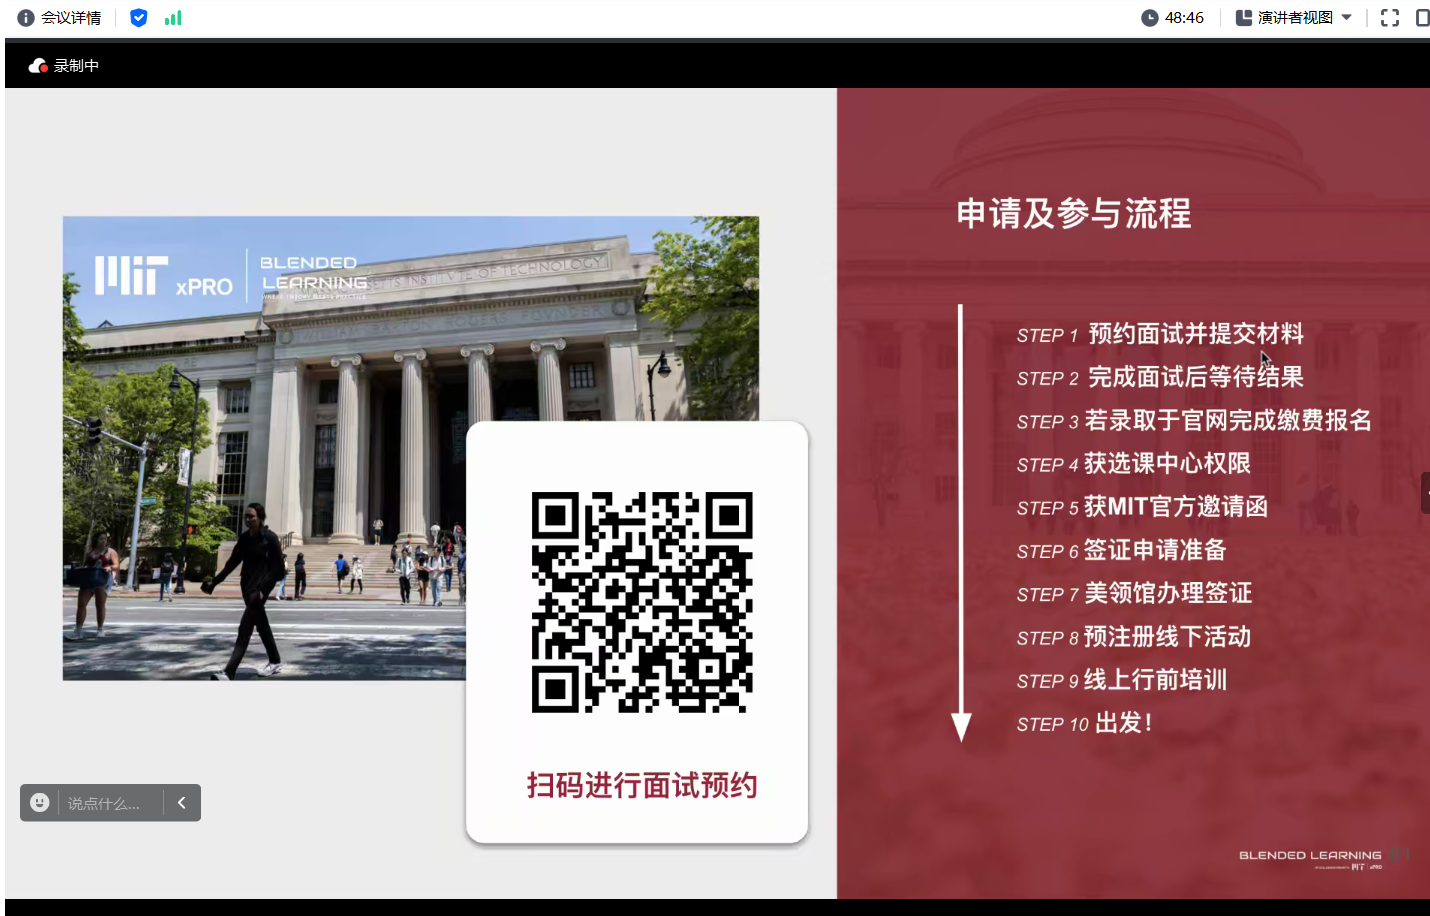 会议详情
48:46
演讲者视图
录制中
MIT xPRO
BLENDED
LEARNING
WHERE THEORY MEETS PRACTICE
INSTITVTE OF TECHNOLOGY
扫码进行面试预约
说点什么...
申请及参与流程
STEP 1 预约面试并提交材料
STEP 2 完成面试后等待结果
STEP 3 若录取于官网完成缴费报名
STEP 4 获选课中心权限
STEP 5 获MIT官方邀请函
STEP 6 签证申请准备
STEP 7 美领馆办理签证
STEP 8 预注册线下活动
STEP 9 线上行前培训
STEP 10 出发！
BLENDED LEARNING